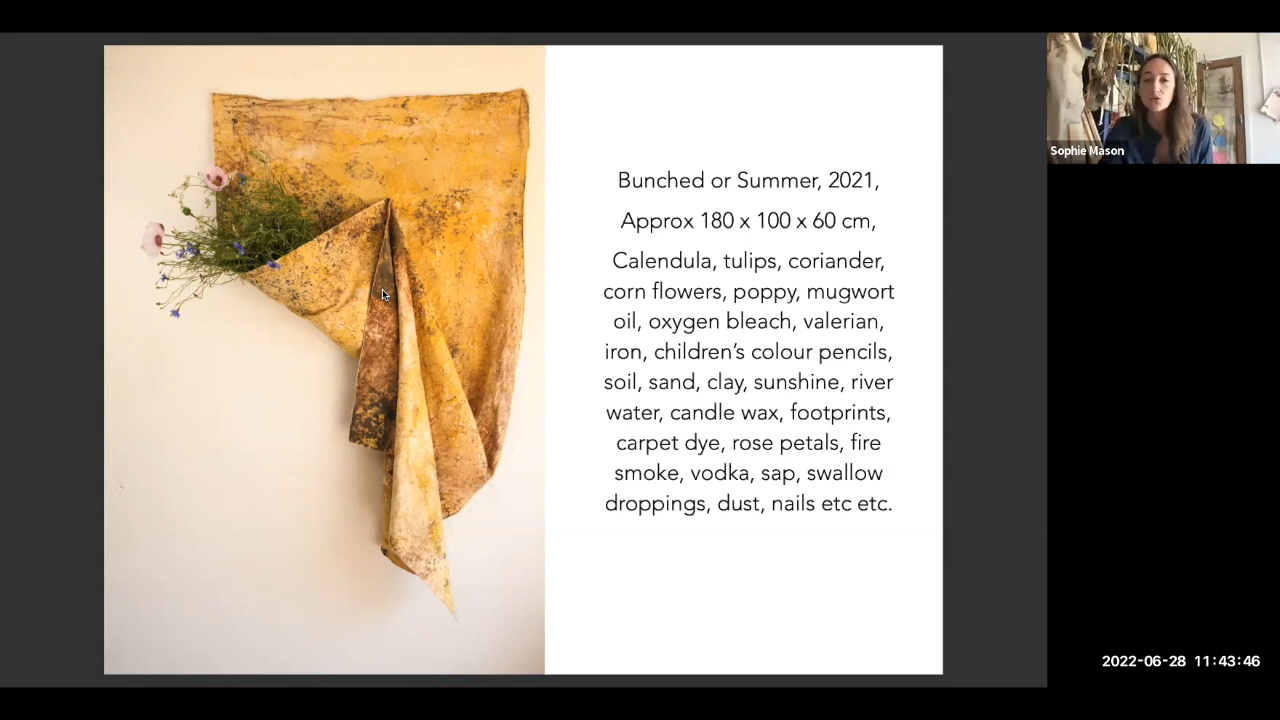 Bunched or Summer, 2021,
Approx 180 x 100 x 60 cm,
Calendula, tulips, coriander,
corn flowers, poppy, mugwort
oil, oxygen bleach, valerian,
iron, children’s colour pencils,
soil, sand, clay, sunshine, river
water, candle wax, footprints,
carpet dye, rose petals, fire
smoke, vodka, sap, swallow
droppings, dust, nails etc etc.
Sophie Mason
2022-06-28 11:43:46